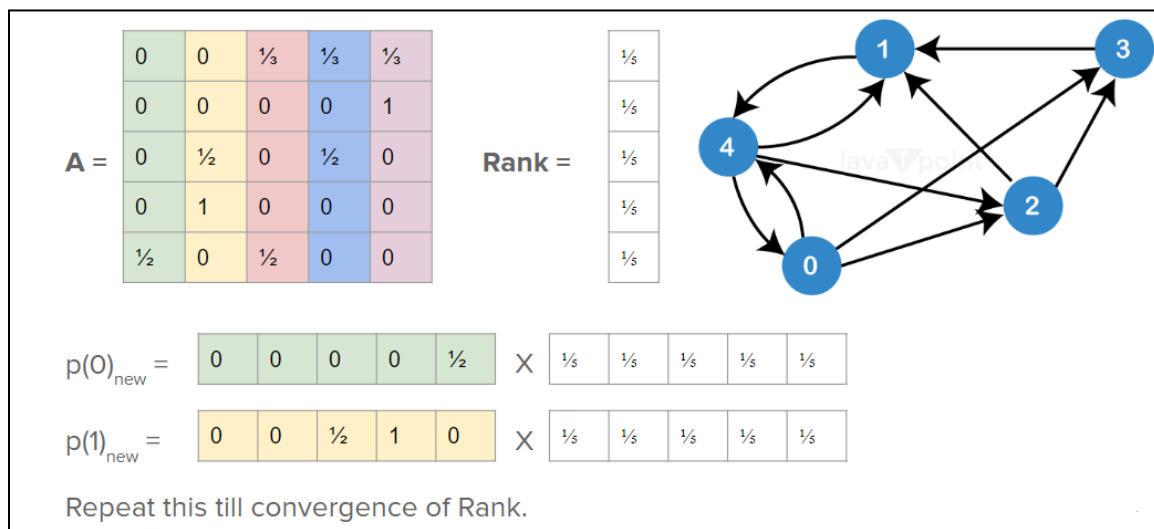 0 0 ⅓ ⅓ ⅓ ⅕ 1 3
0 0 0 0 1 ⅕
A = 0 ½ 0 ½ 0 Rank = ⅕ 4 javaTpoint
0 1 0 0 0 ⅕ 2
½ 0 ½ 0 0 ⅕ 0
p(0)new = 0 0 0 0 ½ X ⅕ ⅕ ⅕ ⅕ ⅕
p(1)new = 0 0 ½ 1 0 X ⅕ ⅕ ⅕ ⅕ ⅕
Repeat this till convergence of Rank.